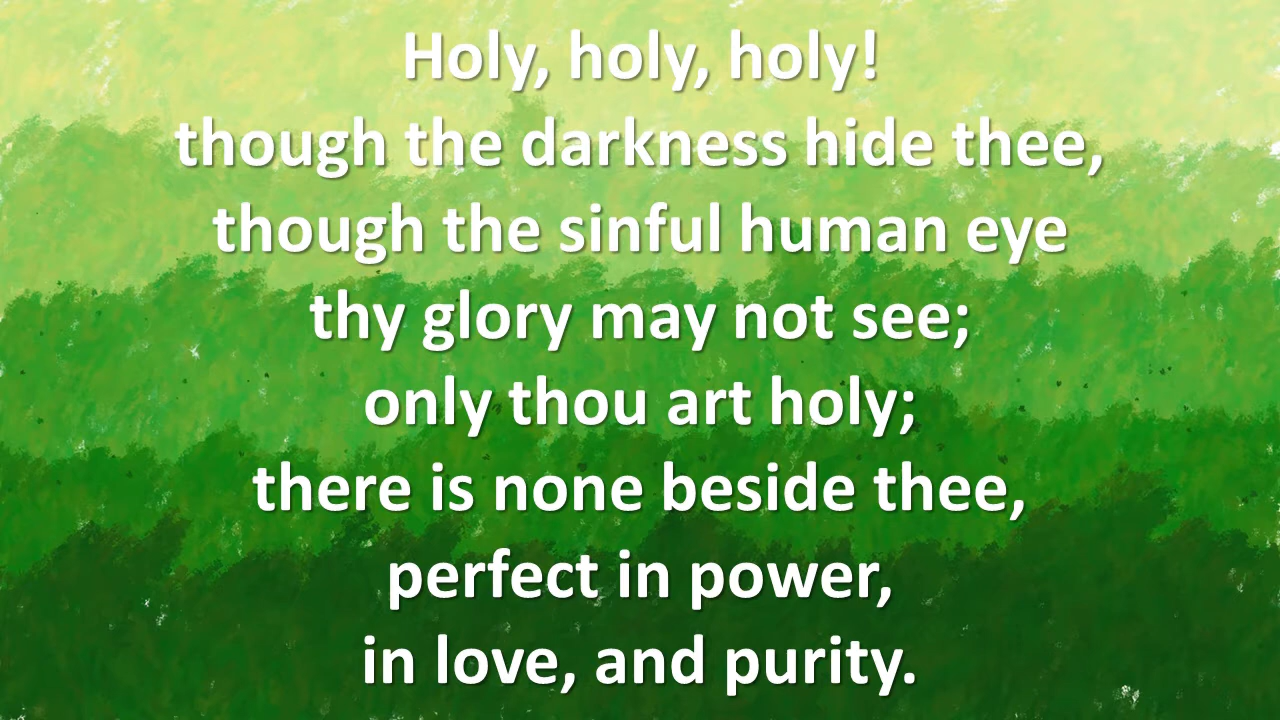 Holy, holy, holy!
though the darkness hide thee,
though the sinful human eye
thy glory may not see;
only thou art holy;
there is none beside thee,
perfect in power,
in love, and purity.